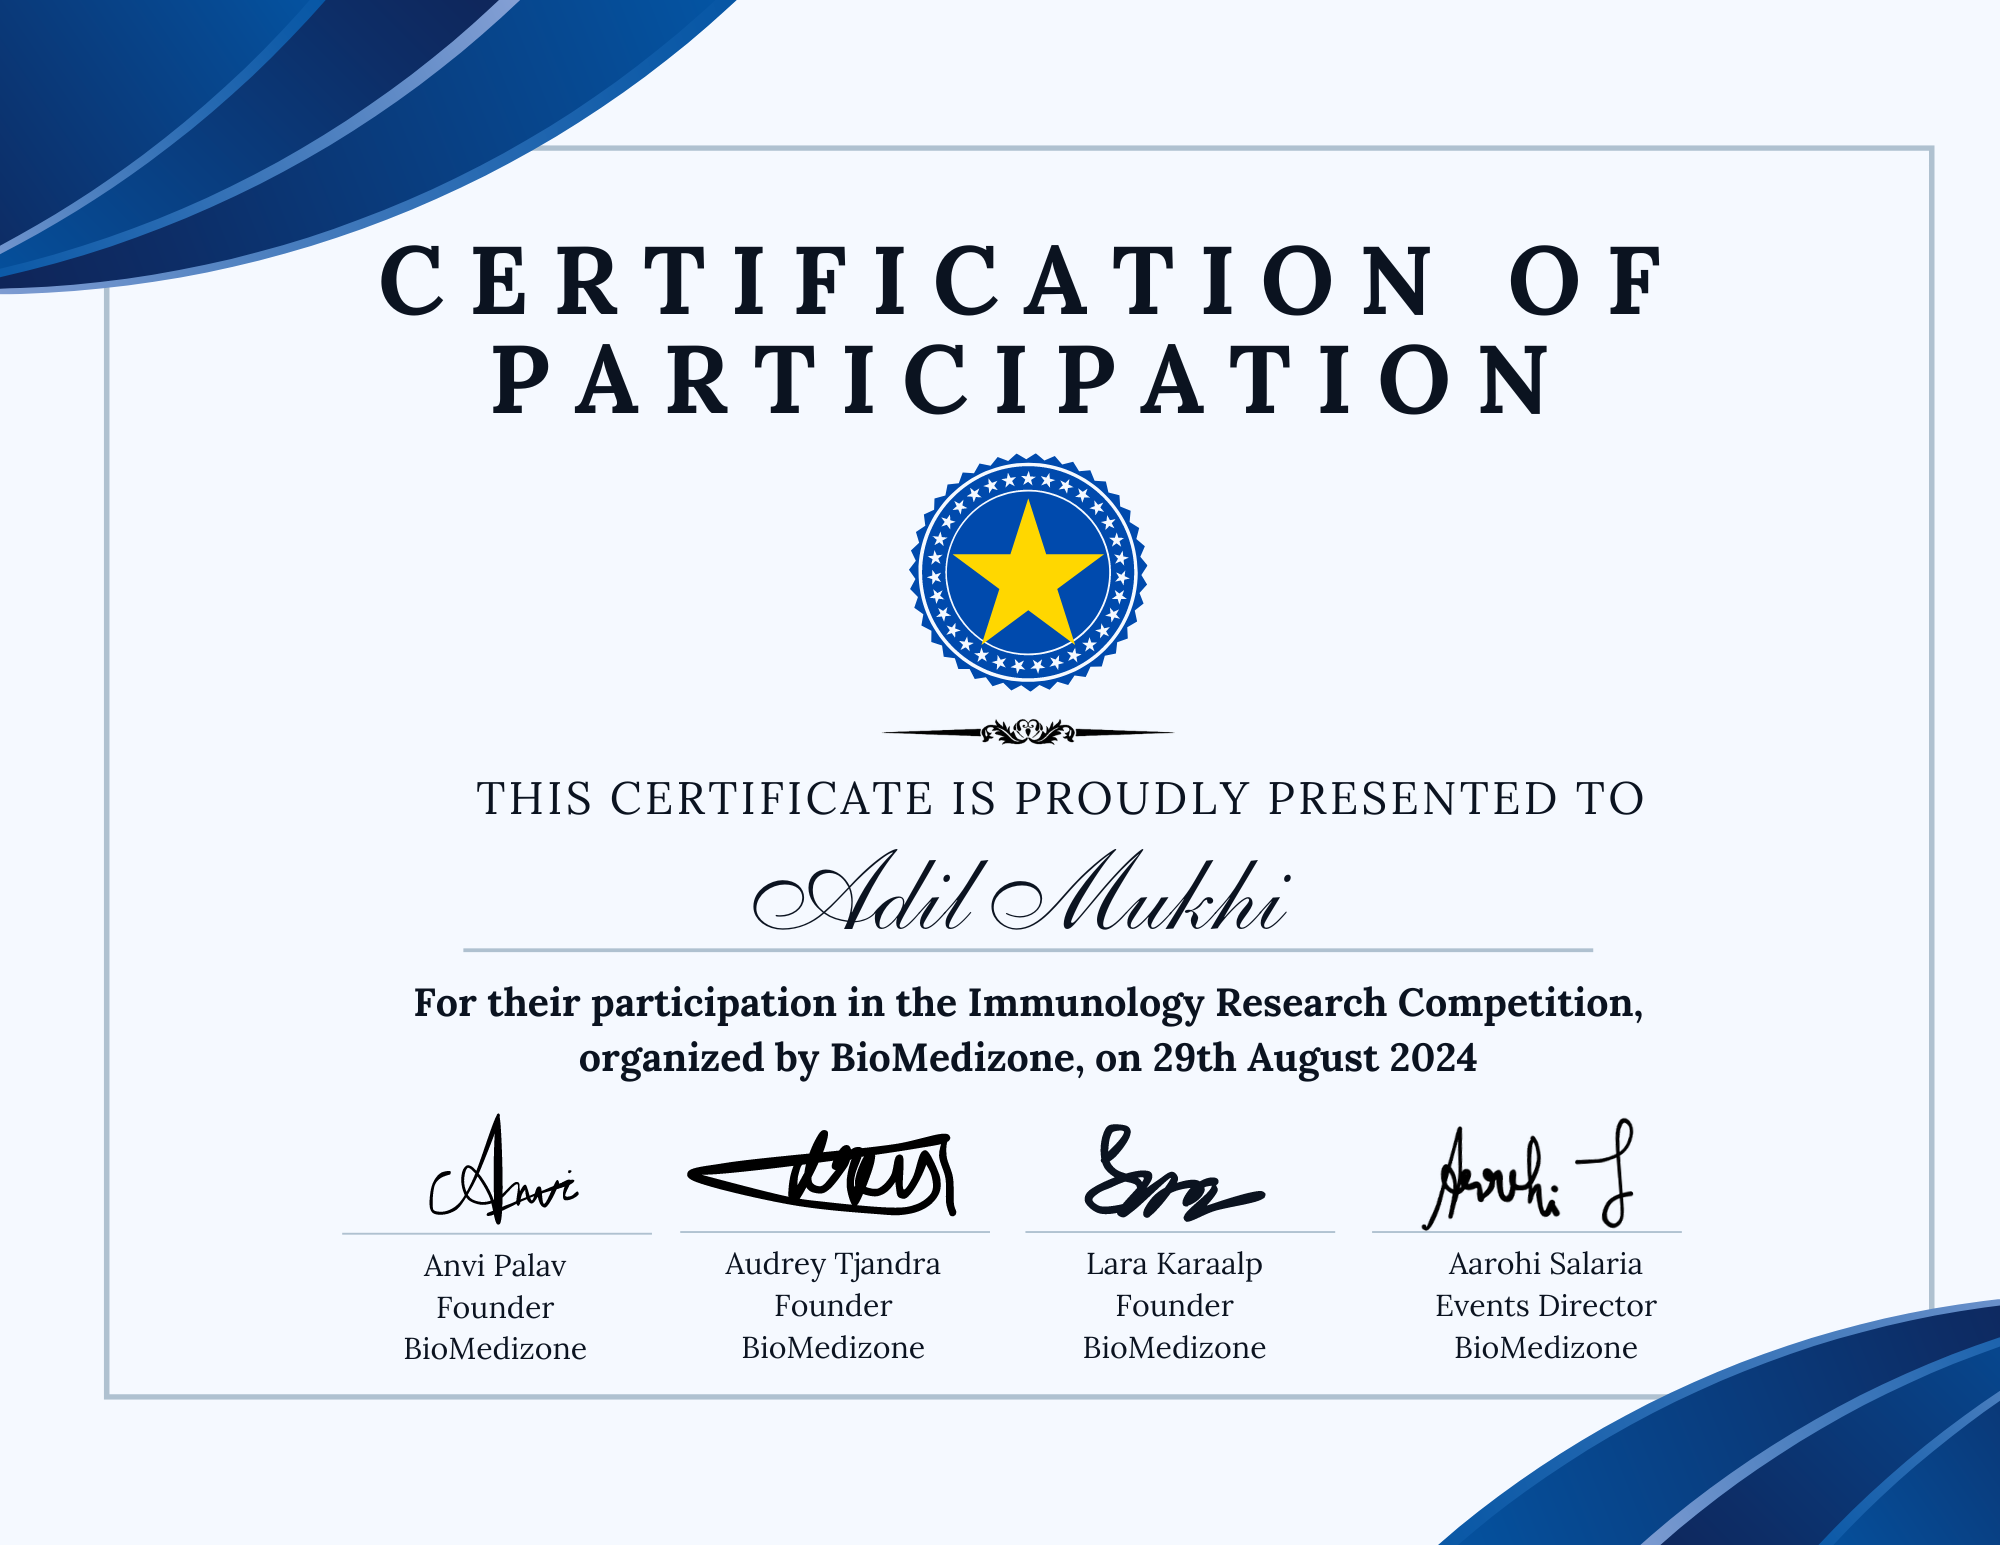 CERTIFICATION OF
PARTICIPATION
THIS CERTIFICATE IS PROUDLY PRESENTED TO
Adil Mukhi
For their participation in the Immunology Research Competition,
organized by BioMedizone, on 29th August 2024
Anvi
Aarohi S
Anvi Palav
Founder
BioMedizone
Audrey Tjandra
Founder
BioMedizone
Lara Karaalp
Founder
BioMedizone
Aarohi Salaria
Events Director
BioMedizone